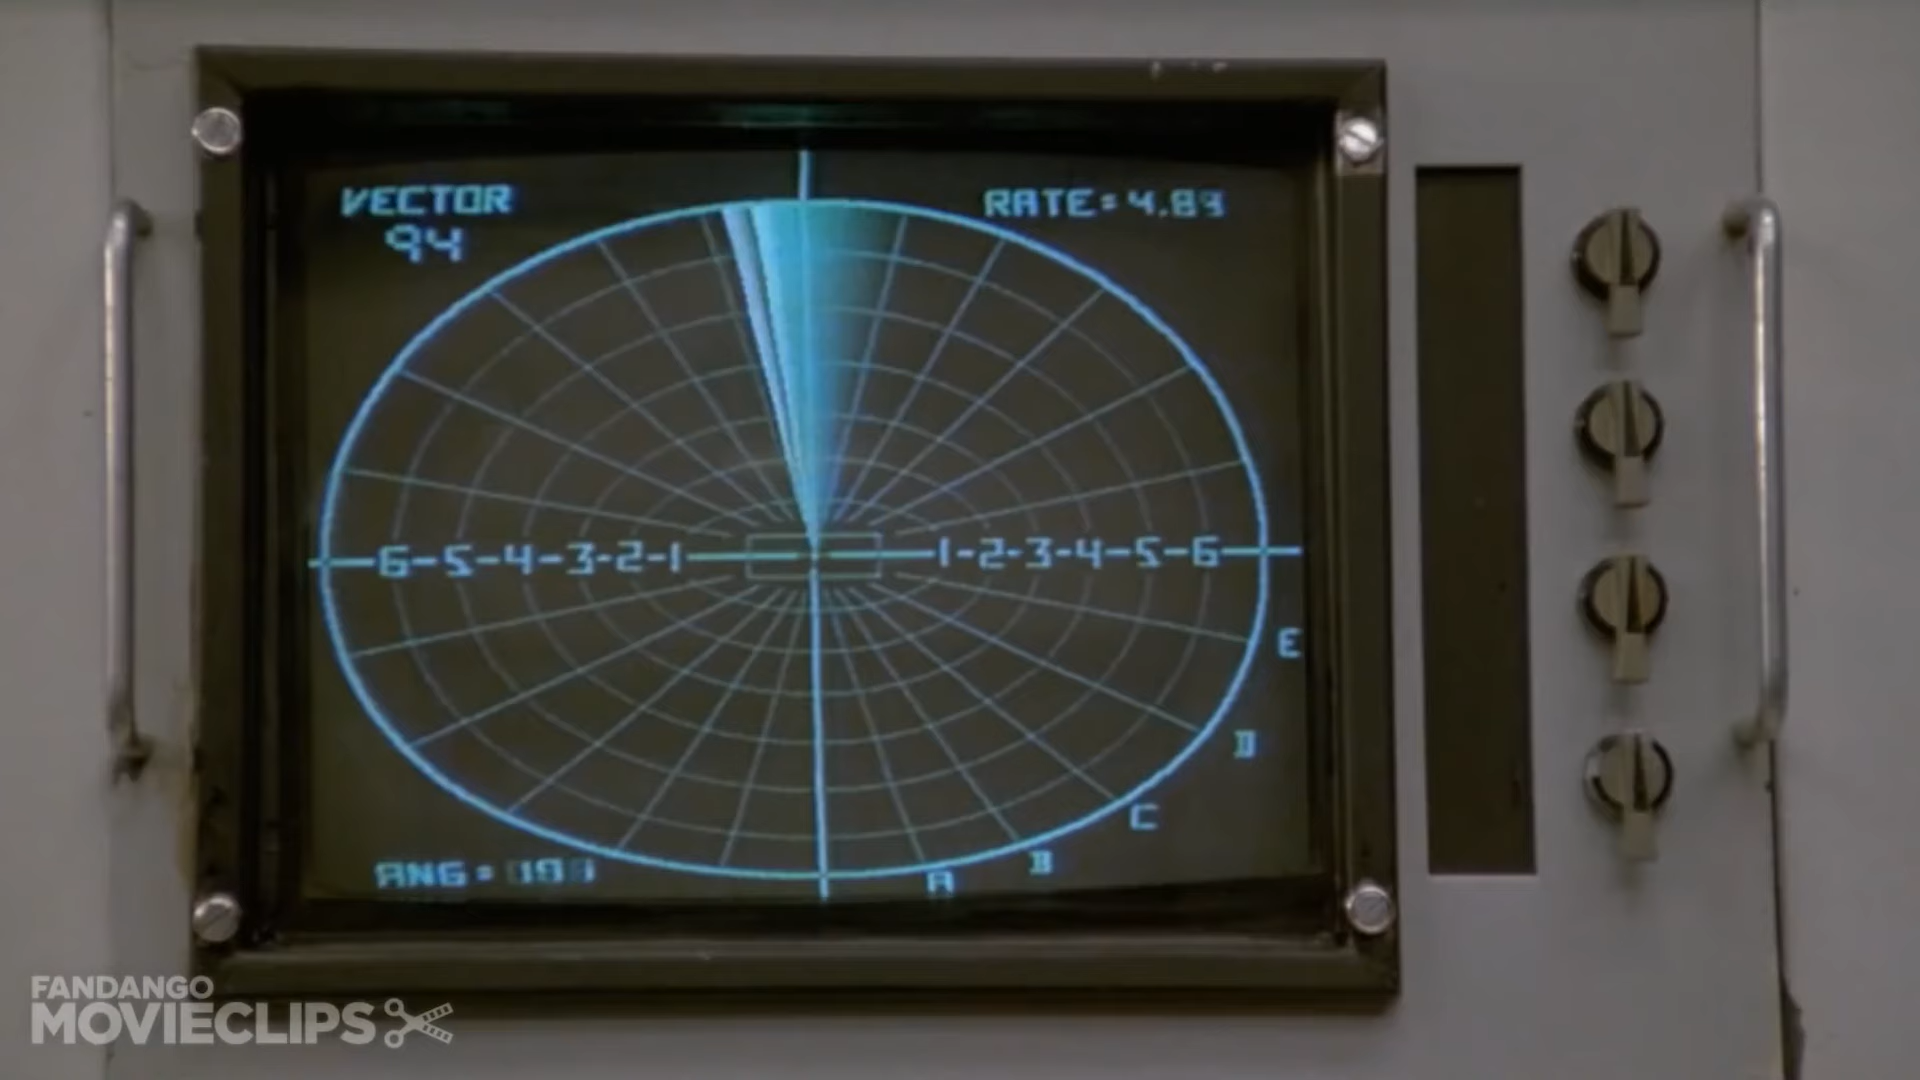 VECTOR
94
RATE=4.89
6-5-4-3-2-1
1-2-3-4-5-6
E
D
C
B
A
ANG=
FANDANGO
MOVIECLIPS